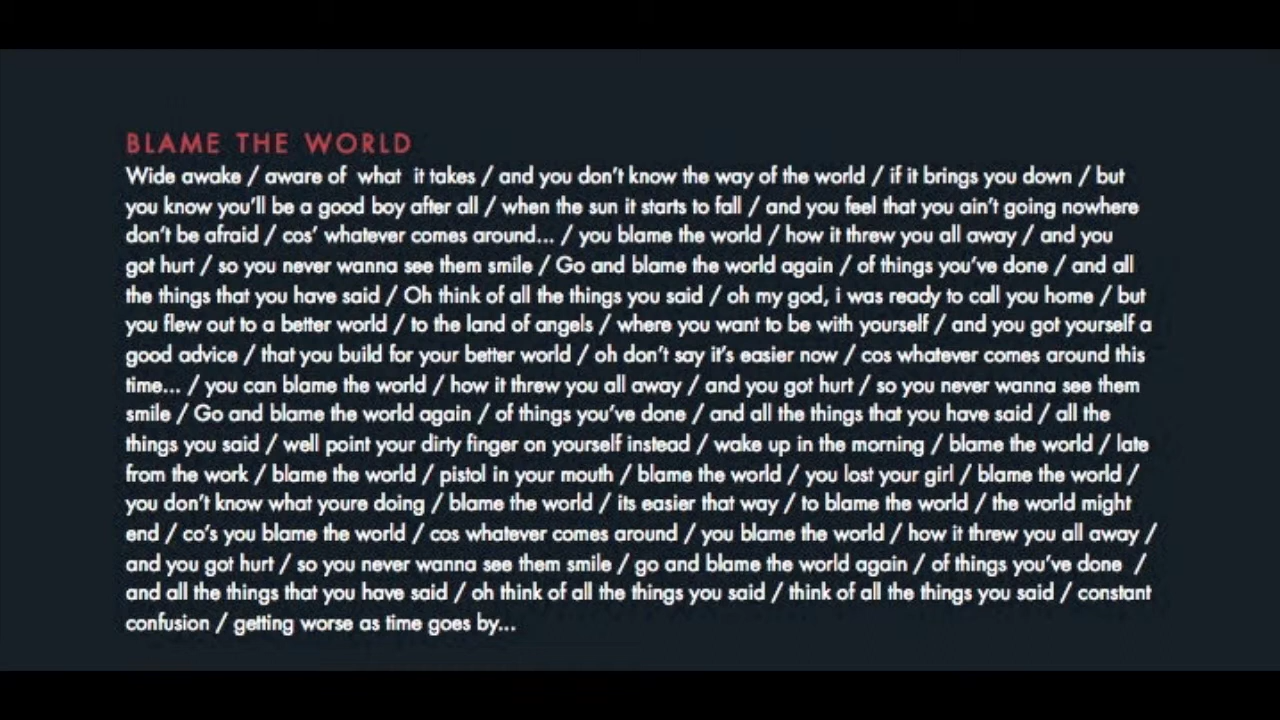 BLAME THE WORLD
Wide awake / aware of what it takes / and you don't know the way of the world / if it brings you down / but
you know you'll be a good boy after all / when the sun it starts to fall / and you feel that you ain't going nowhere
don't be afraid / cos' whatever comes around... / you blame the world / how it threw you all away / and you
got hurt / so you never wanna see them smile / Go and blame the world again / of things you've done / and all
the things that you have said / Oh think of all the things you said / oh my god, i was ready to call you home / but
you flew out to a better world / to the land of angels / where you want to be with yourself / and you got yourself a
good advice / that you build for your better world / oh don't say it's easier now / cos whatever comes around this
time... / you can blame the world / how it threw you all away / and you got hurt / so you never wanna see them
smile / Go and blame the world again / of things you've done / and all the things that you have said / all the
things you said / well point your dirty finger on yourself instead / wake up in the morning / blame the world / late
from the work / blame the world / pistol in your mouth / blame the world / you lost your girl / blame the world /
you don't know what youre doing / blame the world / its easier that way / to blame the world / the world might
end / co's you blame the world / cos whatever comes around / you blame the world / how it threw you all away /
and you got hurt / so you never wanna see them smile / go and blame the world again / of things you've done /
and all the things that you have said / oh think of all the things you said / think of all the things you said / constant
confusion / getting worse as time goes by...